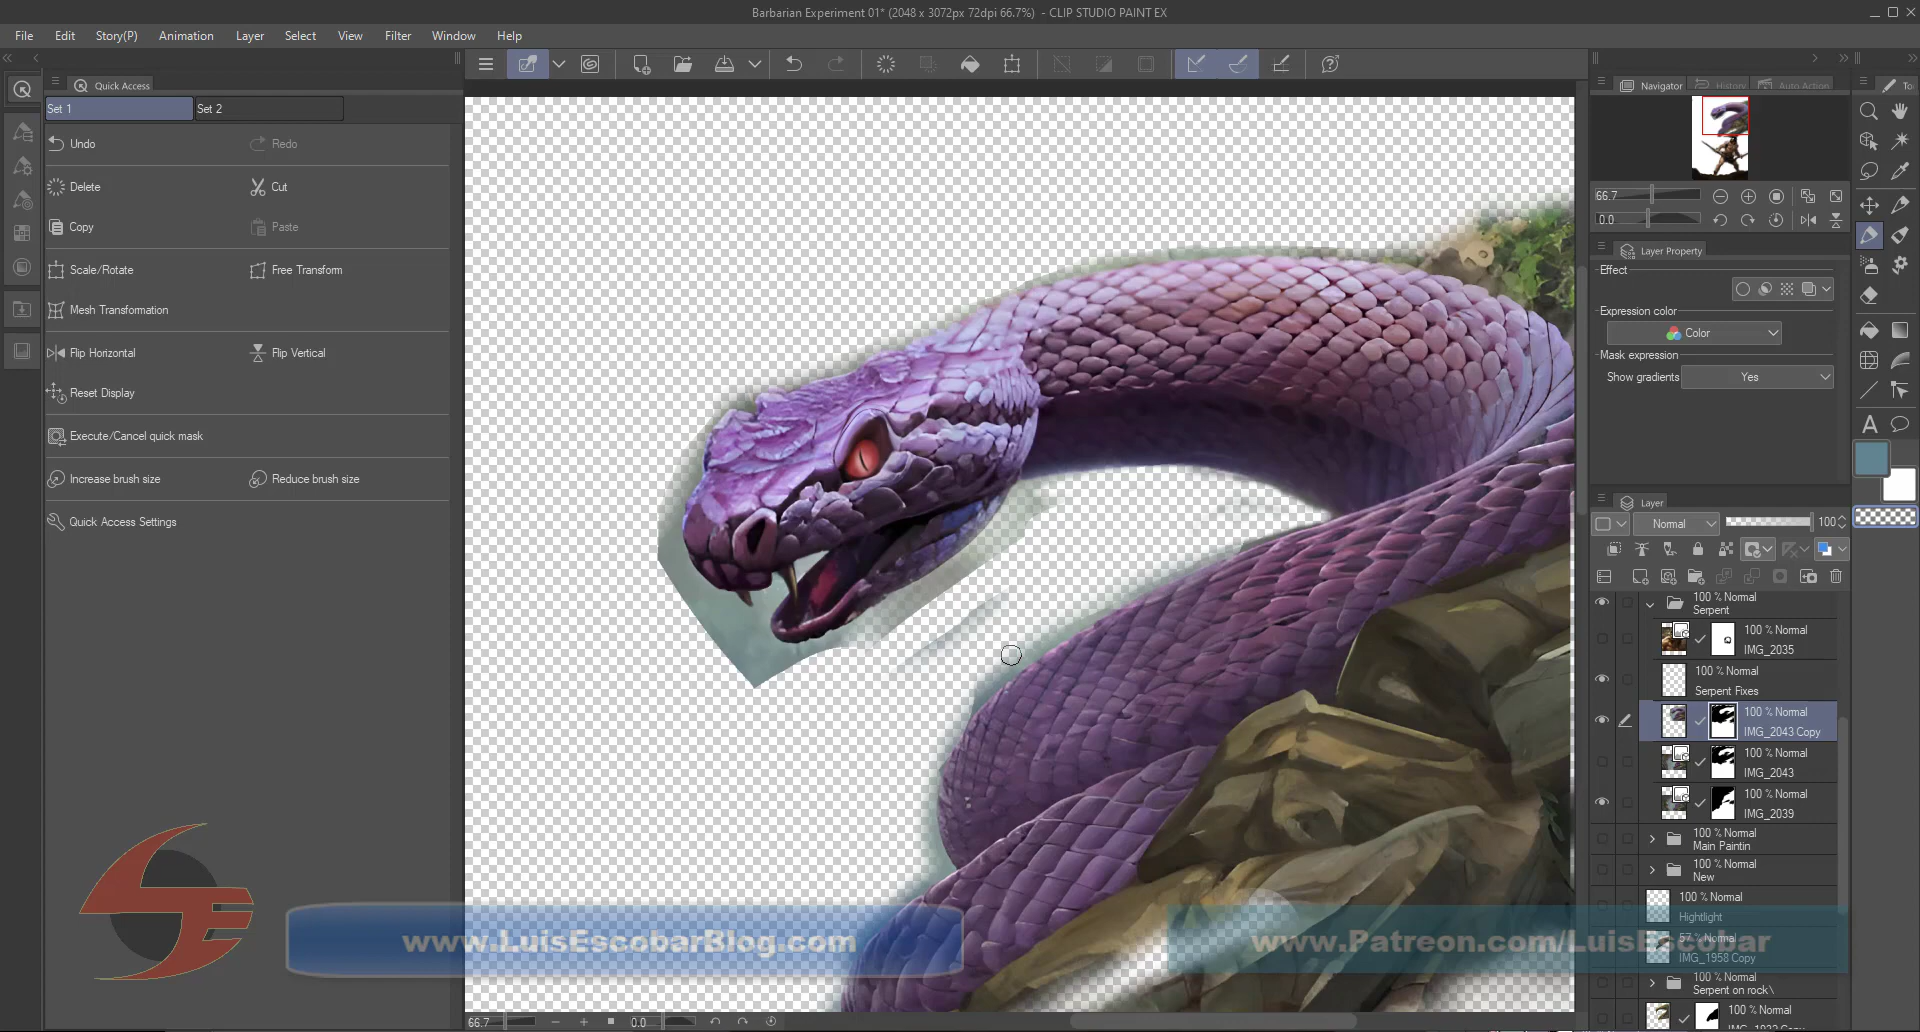 Barbarian Experiment 01* (2048 x 3072px 72dpi 66.7%) - CLIP STUDIO PAINT EX
File Edit Story(P) Animation Layer Select View Filter Window Help
Quick Access
Set 1 Set 2
Undo Redo
Delete Cut
Copy Paste
Scale/Rotate Free Transform
Mesh Transformation
Flip Horizontal Flip Vertical
Reset Display
Execute/Cancel quick mask
Increase brush size Reduce brush size
Quick Access Settings
Navigator History Auto Action
66.7
0.0
Layer Property
Effect
Expression color
Color
Mask expression
Show gradients Yes
Layer
Normal 100
100 % Normal
Serpent
100 % Normal
IMG_2035
100 % Normal
Serpent Fixes
100 % Normal
IMG_2043 Copy
100 % Normal
IMG_2043
100 % Normal
IMG_2039
100 % Normal
Main Paintin
100 % Normal
New
100 % Normal
Hightlight
57 % Normal
IMG_1958 Copy
100 % Normal
Serpent on rock\
100 % Normal
To
A
www.LuisEscobarBlog.com
www.Patreon.com/LuisEscobar
66.7 0.0